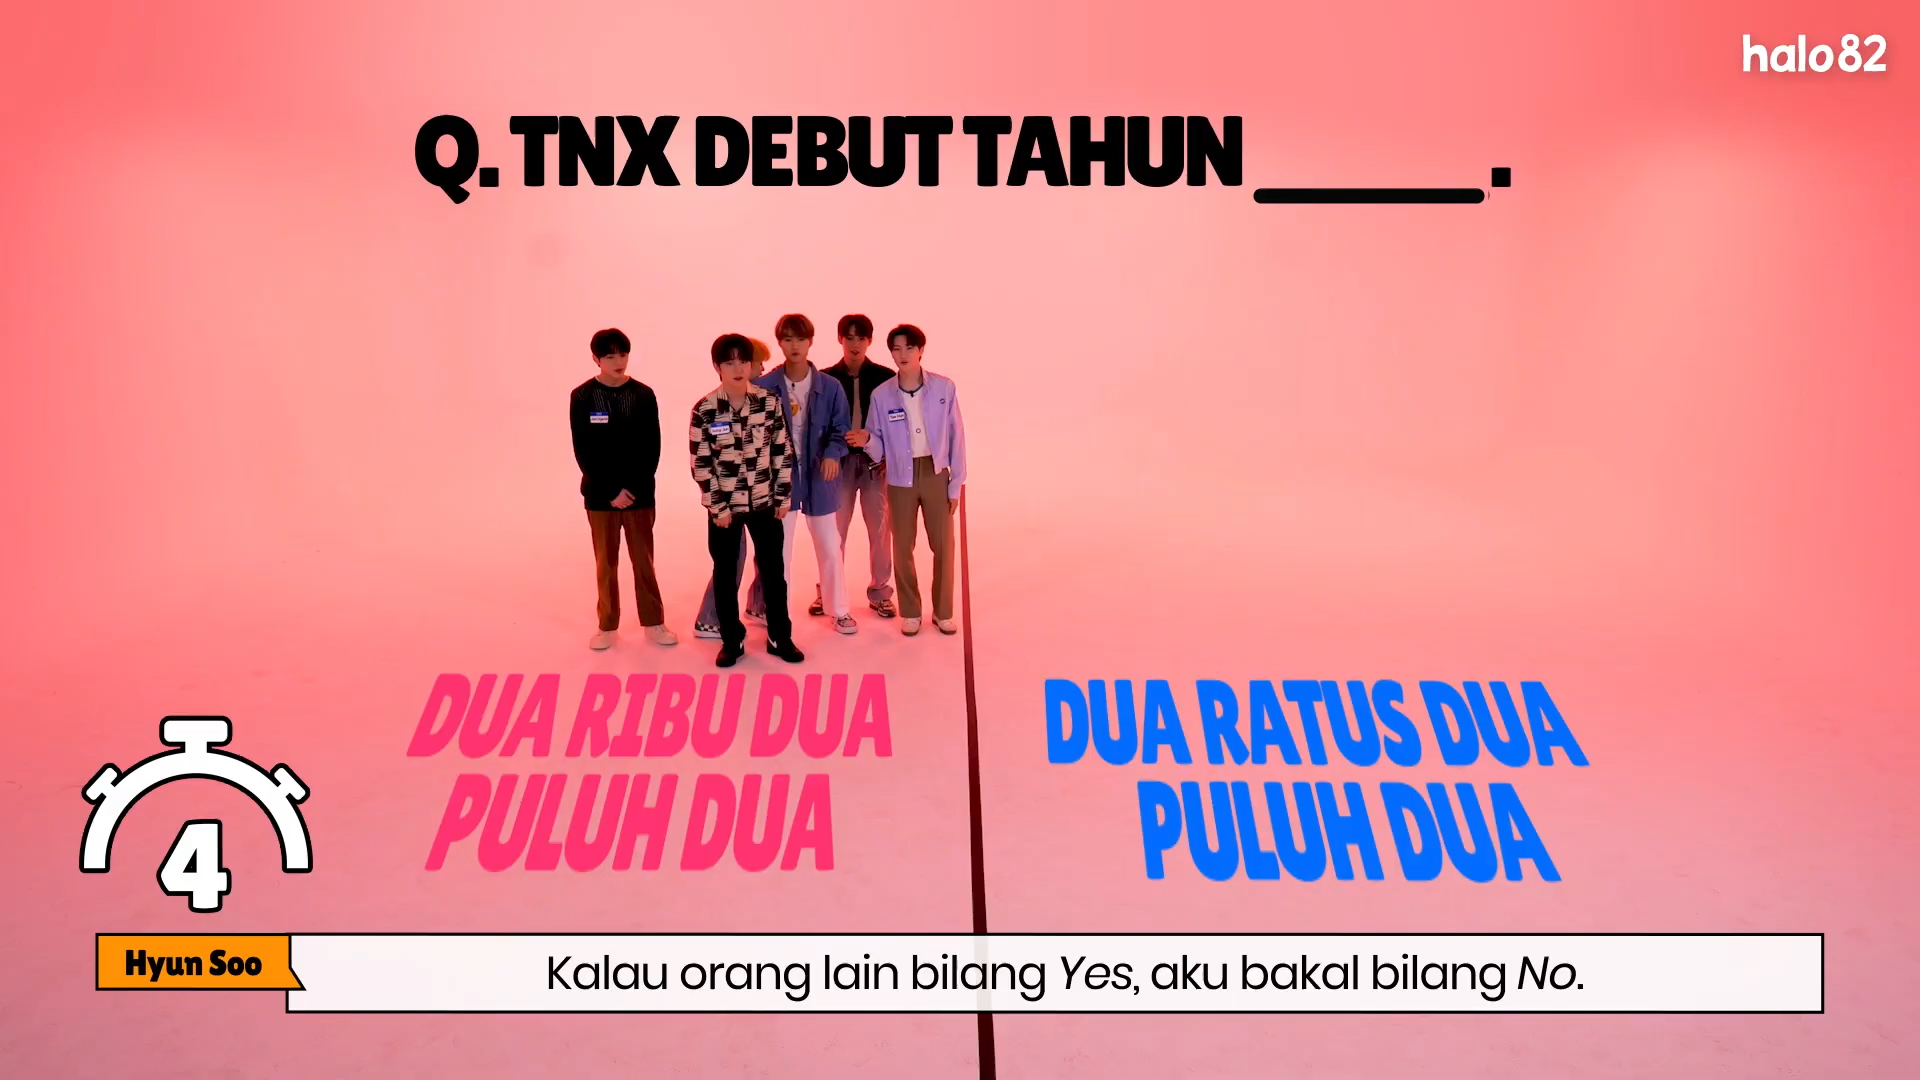 halo82
Q. TNX DEBUT TAHUN ____.
DUA RIBU DUA
PULUH DUA
DUA RATUS DUA
PULUH DUA
4
Hyun Soo
Kalau orang lain bilang Yes, aku bakal bilang No.